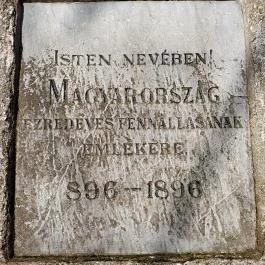 ISTEN NEVÉBEN!
MAGYARORSZÁG
EZREDÉVES FENNÁLLÁSÁNAK
EMLÉKÉRE.
896-1896